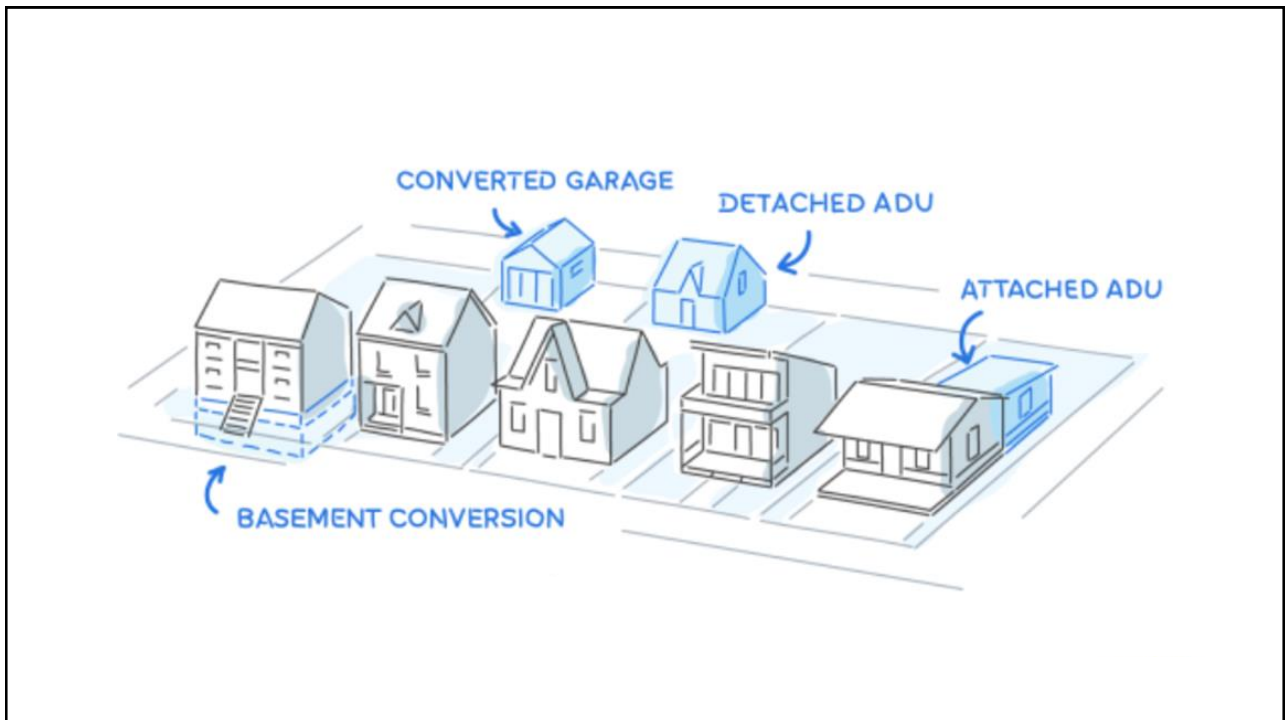 CONVERTED GARAGE
DETACHED ADU
ATTACHED ADU
BASEMENT CONVERSION